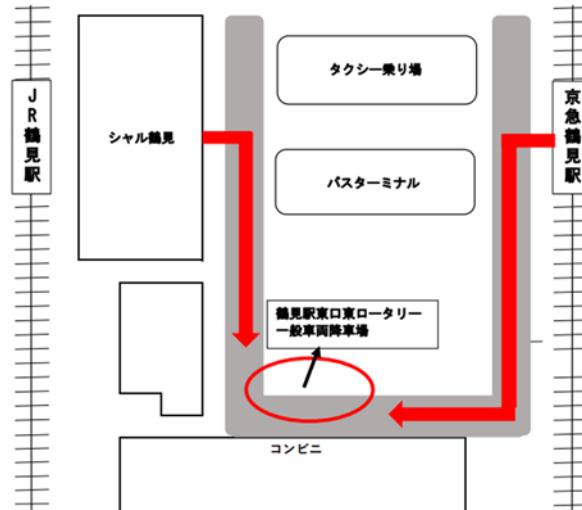 タクシー乗り場
JR鶴見駅
京急鶴見駅
シャル鶴見
バスターミナル
鶴見駅東口東ロータリー
一般車両降車場
コンビニ